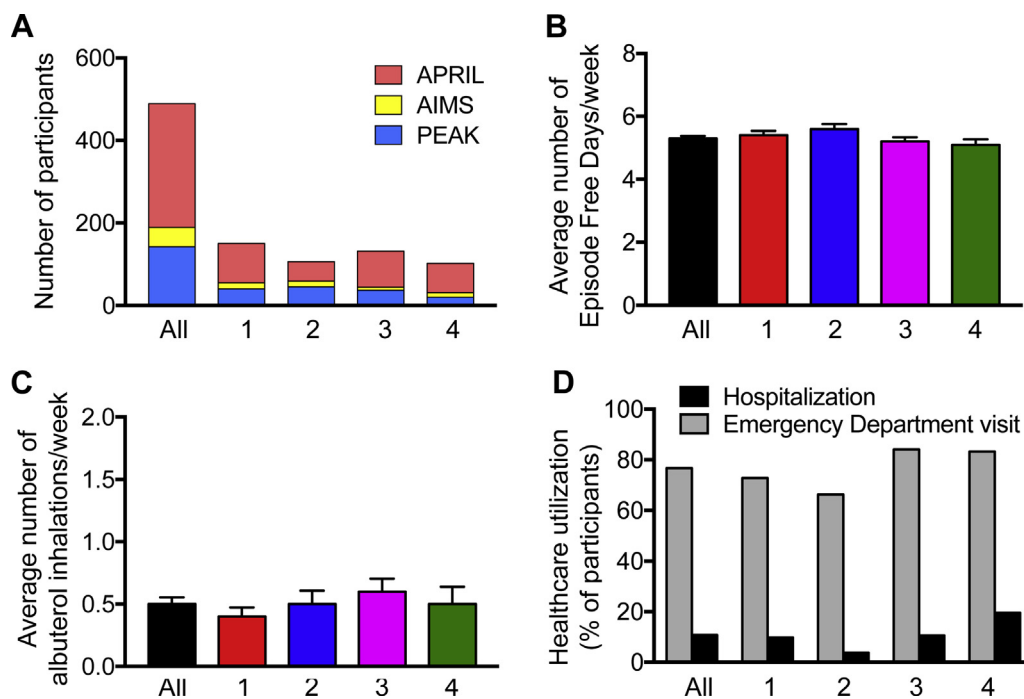 A
Number of participants
600
400
200
0
APRIL
AIMS
PEAK
All 1 2 3 4
B
Average number of
Episode Free Days/week
8
6
4
2
0
All 1 2 3 4
C
Average number of
albuterol inhalations/week
2.0
1.5
1.0
0.5
0.0
All 1 2 3 4
D
Healthcare utilization
(% of participants)
100
80
60
40
20
0
Hospitalization
Emergency Department visit
All 1 2 3 4